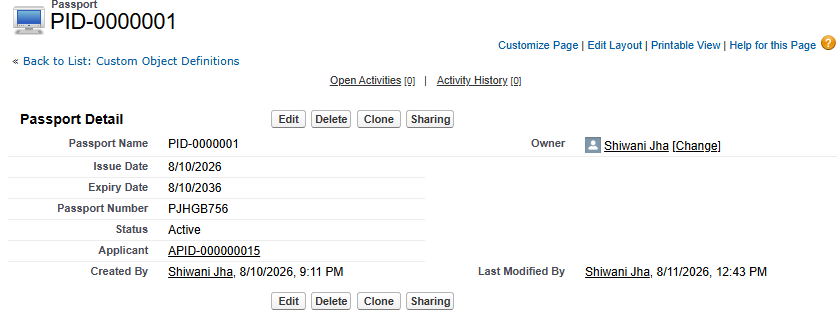 Passport
PID-0000001
Customize Page | Edit Layout | Printable View | Help for this Page ?
« Back to List: Custom Object Definitions
Open Activities [0] | Activity History [0]
Passport Detail Edit Delete Clone Sharing
Passport Name PID-0000001 Owner Shiwani Jha [Change]
Issue Date 8/10/2026
Expiry Date 8/10/2036
Passport Number PJHGB756
Status Active
Applicant APID-000000015
Created By Shiwani Jha, 8/10/2026, 9:11 PM Last Modified By Shiwani Jha, 8/11/2026, 12:43 PM
Edit Delete Clone Sharing